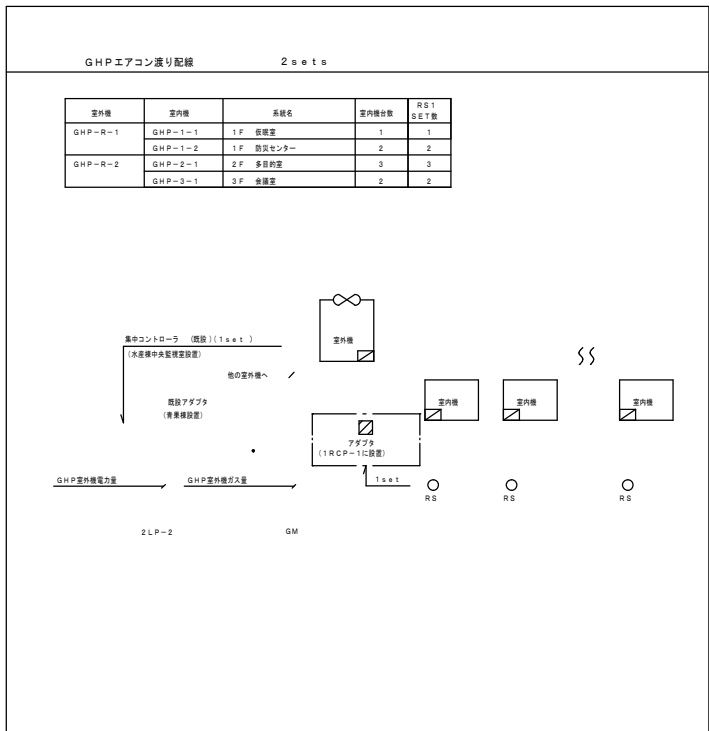 GHPエアコン渡り配線 2sets
室外機 室内機 系統名 室内機台数 RS1 SET数
GHP-R-1 GHP-1-1 1F 仮眠室 1 1
GHP-1-2 1F 防災センター 2 2
GHP-R-2 GHP-2-1 2F 多目的室 3 3
GHP-3-1 3F 会議室 2 2
集中コントローラ (既設)(1set)
(水産棟中央監視室設置)
室外機
他の室外機へ
既設アダプタ
(青果棟設置)
室内機 室内機 室内機
アダプタ
(1RCP-1に設置)
GHP室外機電力量 GHP室外機ガス量 1set
RS RS RS
2LP-2 GM